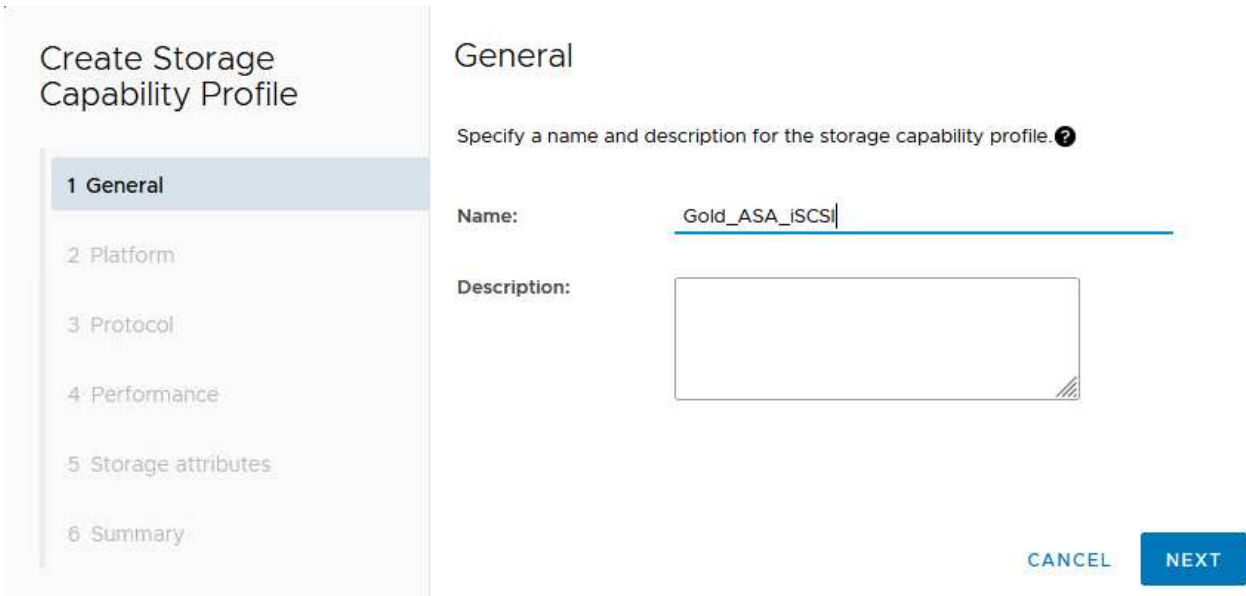 Create Storage
Capability Profile
1 General
2 Platform
3 Protocol
4 Performance
5 Storage attributes
6 Summary
General
Specify a name and description for the storage capability profile.
Name:
Gold_ASA_iSCSI
Description:
CANCEL
NEXT